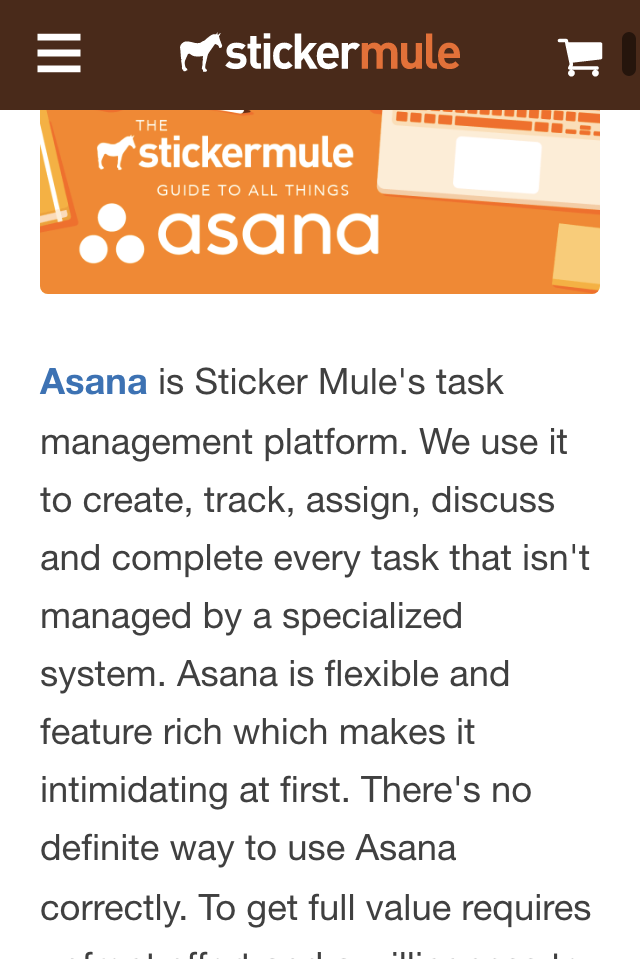 stickermule
THE
stickermule
GUIDE TO ALL THINGS
asana
Asana is Sticker Mule's task
management platform. We use it
to create, track, assign, discuss
and complete every task that isn't
managed by a specialized
system. Asana is flexible and
feature rich which makes it
intimidating at first. There's no
definite way to use Asana
correctly. To get full value requires